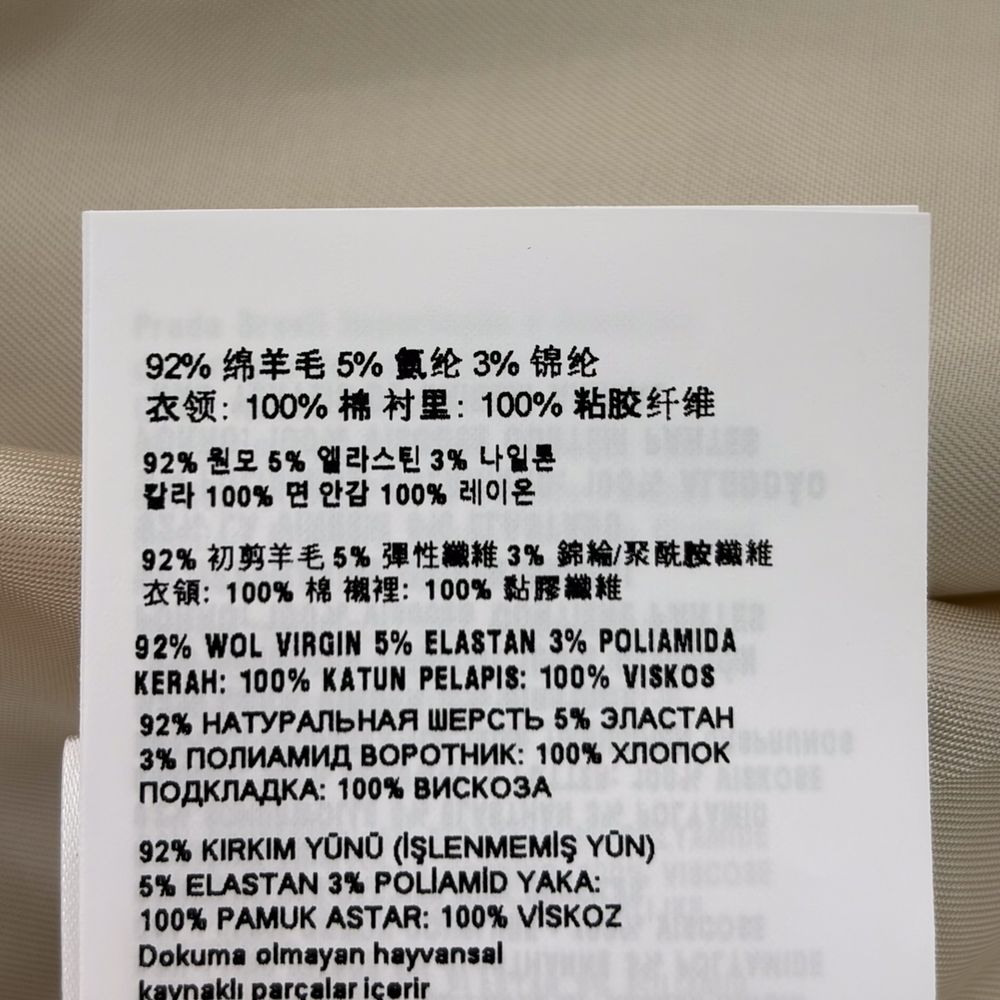 92% 绵羊毛 5% 氨纶 3% 锦纶
衣领: 100% 棉 衬里: 100% 粘胶纤维
92% 원모 5% 엘라스틴 3% 나일론
칼라 100% 면 안감 100% 레이온
92% 初剪羊毛 5% 彈性纖維 3% 錦綸/聚酰胺纖維
衣領: 100% 棉 襯裡: 100% 黏膠纖維
92% WOL VIRGIN 5% ELASTAN 3% POLIAMIDA
KERAH: 100% KATUN PELAPIS: 100% VISKOS
92% НАТУРАЛЬНАЯ ШЕРСТЬ 5% ЭЛАСТАН
3% ПОЛИАМИД ВОРОТНИК: 100% ХЛОПОК
ПОДКЛАДКА: 100% ВИСКОЗА
92% KIRKIM YÜNÜ (İŞLENMEMİŞ YÜN)
5% ELASTAN 3% POLİAMİD YAKA:
100% PAMUK ASTAR: 100% VİSKOZ
Dokuma olmayan hayvansal
kaynaklı parçalar içerir